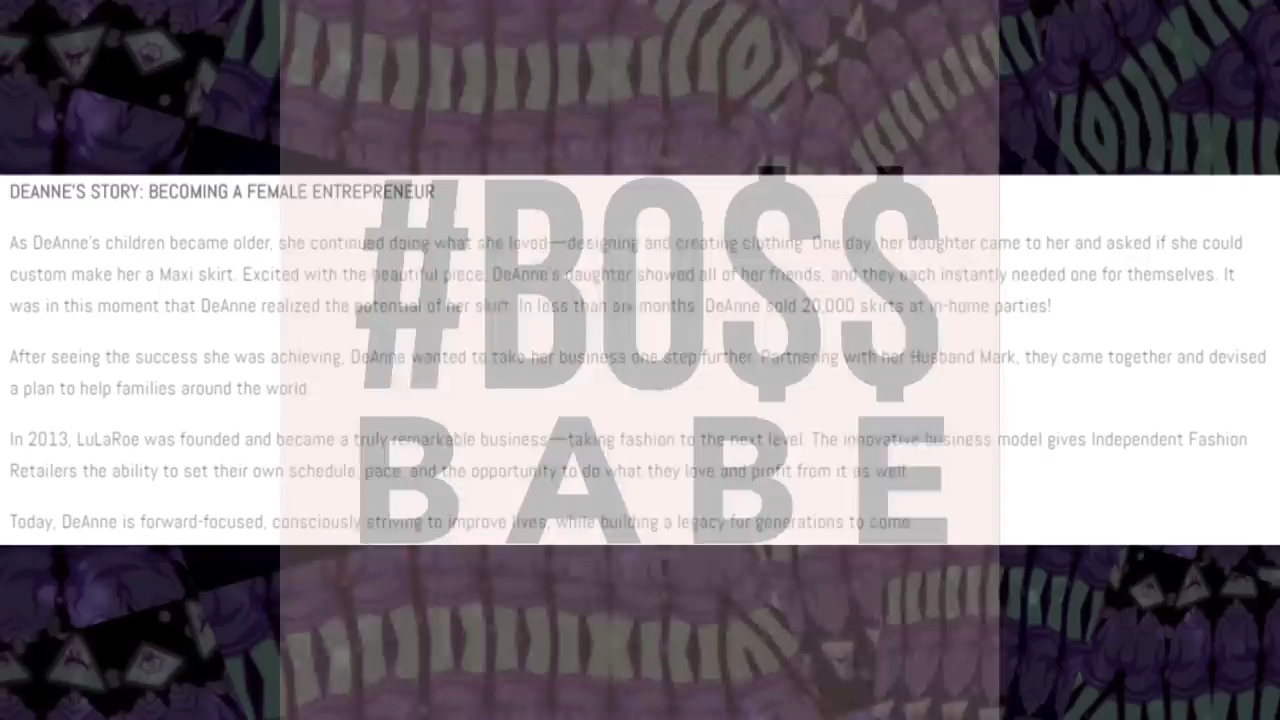 DEANNE'S STORY: BECOMING A FEMALE ENTREPRENEUR
As DeAnne's children became older, she continued doing what she loved—designing and creating clothing. One day, her daughter came to her and asked if she could
custom make her a Maxi skirt. Excited with the beautiful piece, DeAnne's daughter showed all of her friends, and they each instantly needed one for themselves. It
was in this moment that DeAnne realized the potential of her skirt. In less than six months, DeAnne sold 20,000 skirts at in-home parties!
After seeing the success she was achieving, DeAnne wanted to take her business one step further. Partnering with her Husband Mark, they came together and devised
a plan to help families around the world.
In 2013, LuLaRoe was founded and became a truly remarkable business—taking fashion to the next level. The innovative business model gives Independent Fashion
Retailers the ability to set their own schedule, pace, and the opportunity to do what they love and profit from it as well.
Today, DeAnne is forward-focused, consciously striving to improve lives, while building a legacy for generations to come.
#BO$$
BABE